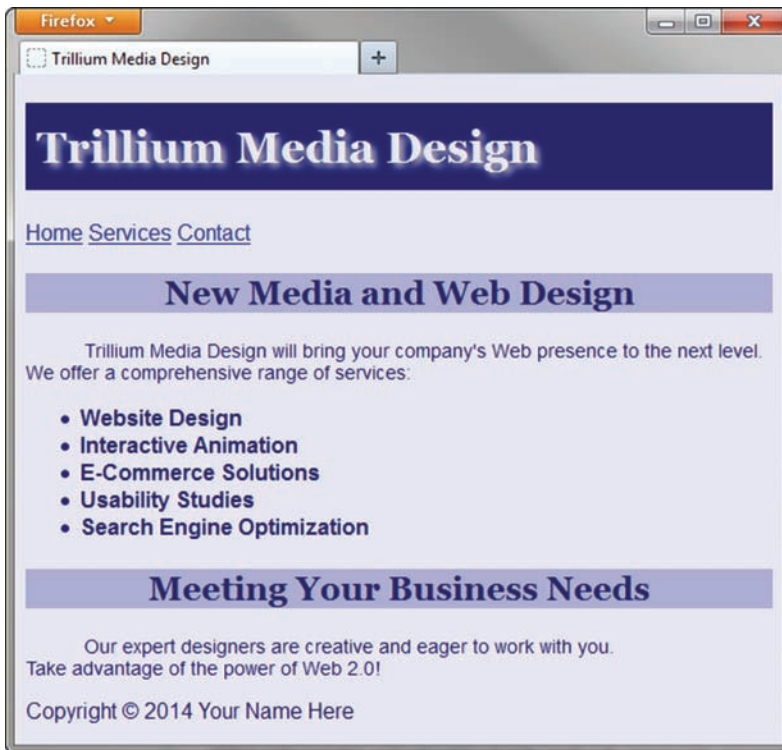 Firefox
Trillium Media Design
Trillium Media Design
Home Services Contact
New Media and Web Design
Trillium Media Design will bring your company's Web presence to the next level.
We offer a comprehensive range of services:
• Website Design
• Interactive Animation
• E-Commerce Solutions
• Usability Studies
• Search Engine Optimization
Meeting Your Business Needs
Our expert designers are creative and eager to work with you.
Take advantage of the power of Web 2.0!
Copyright © 2014 Your Name Here